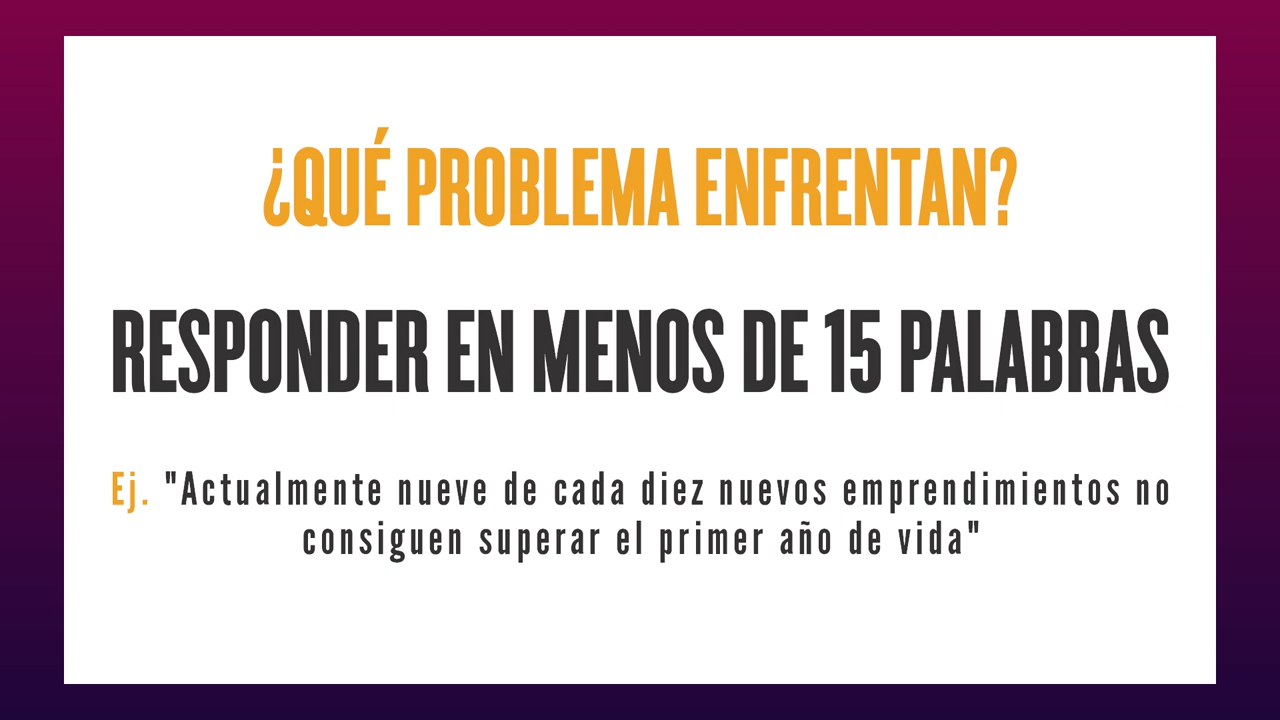 ¿QUÉ PROBLEMA ENFRENTAN?
RESPONDER EN MENOS DE 15 PALABRAS
Ej. "Actualmente nueve de cada diez nuevos emprendimientos no
consiguen superar el primer año de vida"